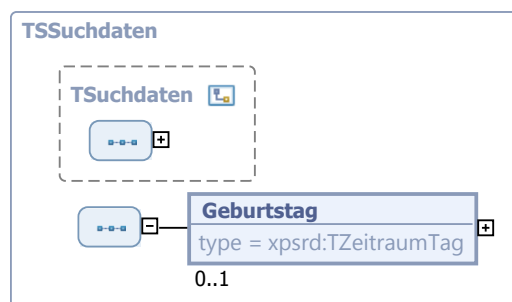 TSSuchdaten
TSuchdaten
Geburtstag
type = xpsrd:TZeitraumTag
0..1